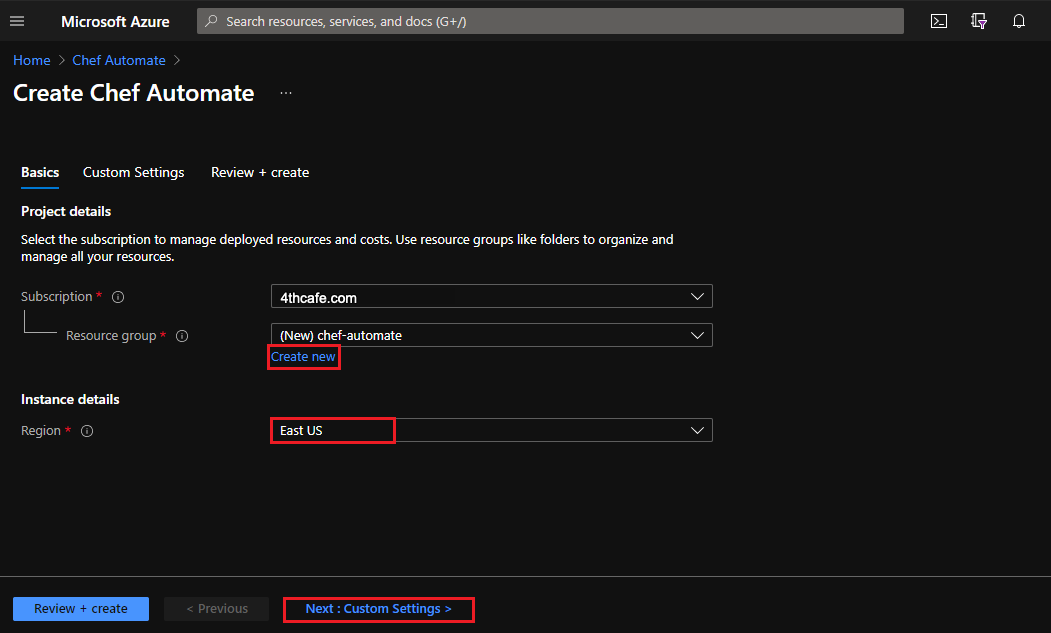 Microsoft Azure
Search resources, services, and docs (G+/)
Home > Chef Automate >
Create Chef Automate ...
Basics Custom Settings Review + create
Project details
Select the subscription to manage deployed resources and costs. Use resource groups like folders to organize and
manage all your resources.
Subscription *
4thcafe.com
Resource group *
(New) chef-automate
Create new
Instance details
Region *
East US
Review + create
< Previous
Next : Custom Settings >